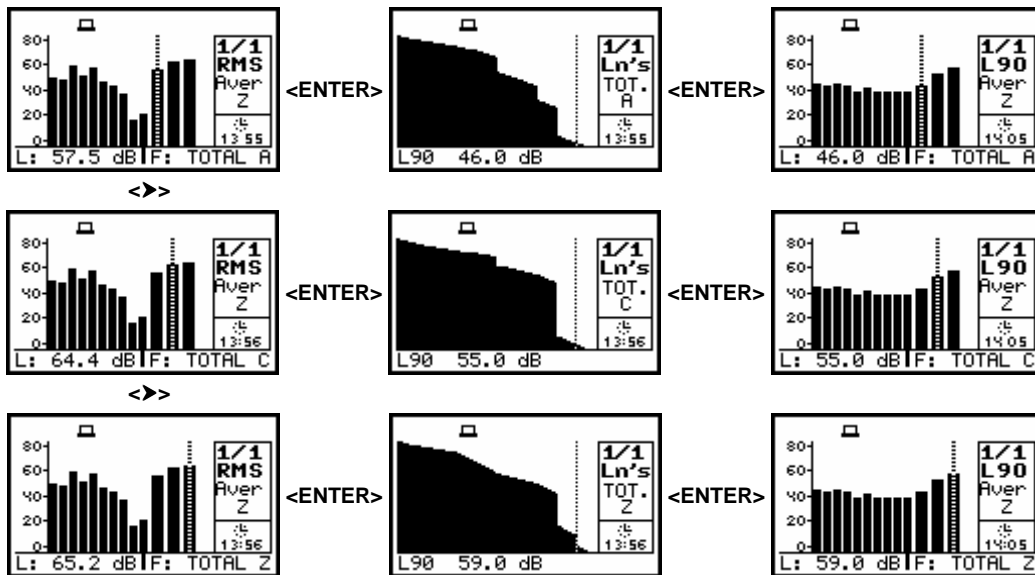 80
60
40
20
0
1/1
RMS
Aver
Z
13:55
L: 57.5 dB F: TOTAL A
<ENTER>
1/1
Ln's
TOT.
A
13:55
L90 46.0 dB
<ENTER>
80
60
40
20
0
1/1
L90
Aver
Z
14:05
L: 46.0 dB F: TOTAL A
<➤>
80
60
40
20
0
1/1
RMS
Aver
Z
13:56
L: 64.4 dB F: TOTAL C
<ENTER>
1/1
Ln's
TOT.
C
13:56
L90 55.0 dB
<ENTER>
80
60
40
20
0
1/1
L90
Aver
Z
14:05
L: 55.0 dB F: TOTAL C
<➤>
80
60
40
20
0
1/1
RMS
Aver
Z
13:56
L: 65.2 dB F: TOTAL Z
<ENTER>
1/1
Ln's
TOT.
Z
13:56
L90 59.0 dB
<ENTER>
80
60
40
20
0
1/1
L90
Aver
Z
14:05
L: 59.0 dB F: TOTAL Z